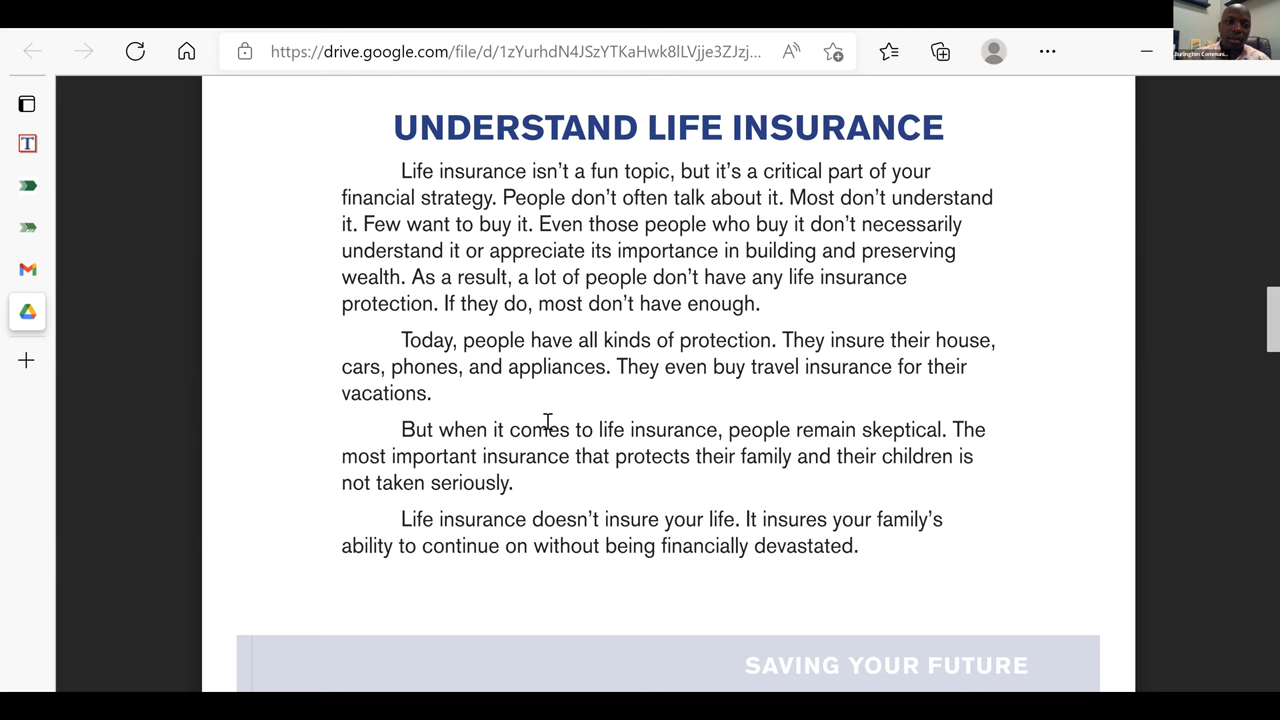 https://drive.google.com/file/d/1zYurhdN4JSzYTKaHwk8lLVjje3ZJzj...
UNDERSTAND LIFE INSURANCE
Life insurance isn't a fun topic, but it's a critical part of your
financial strategy. People don't often talk about it. Most don't understand
it. Few want to buy it. Even those people who buy it don't necessarily
understand it or appreciate its importance in building and preserving
wealth. As a result, a lot of people don't have any life insurance
protection. If they do, most don't have enough.
Today, people have all kinds of protection. They insure their house,
cars, phones, and appliances. They even buy travel insurance for their
vacations.
But when it comes to life insurance, people remain skeptical. The
most important insurance that protects their family and their children is
not taken seriously.
Life insurance doesn't insure your life. It insures your family's
ability to continue on without being financially devastated.
SAVING YOUR FUTURE